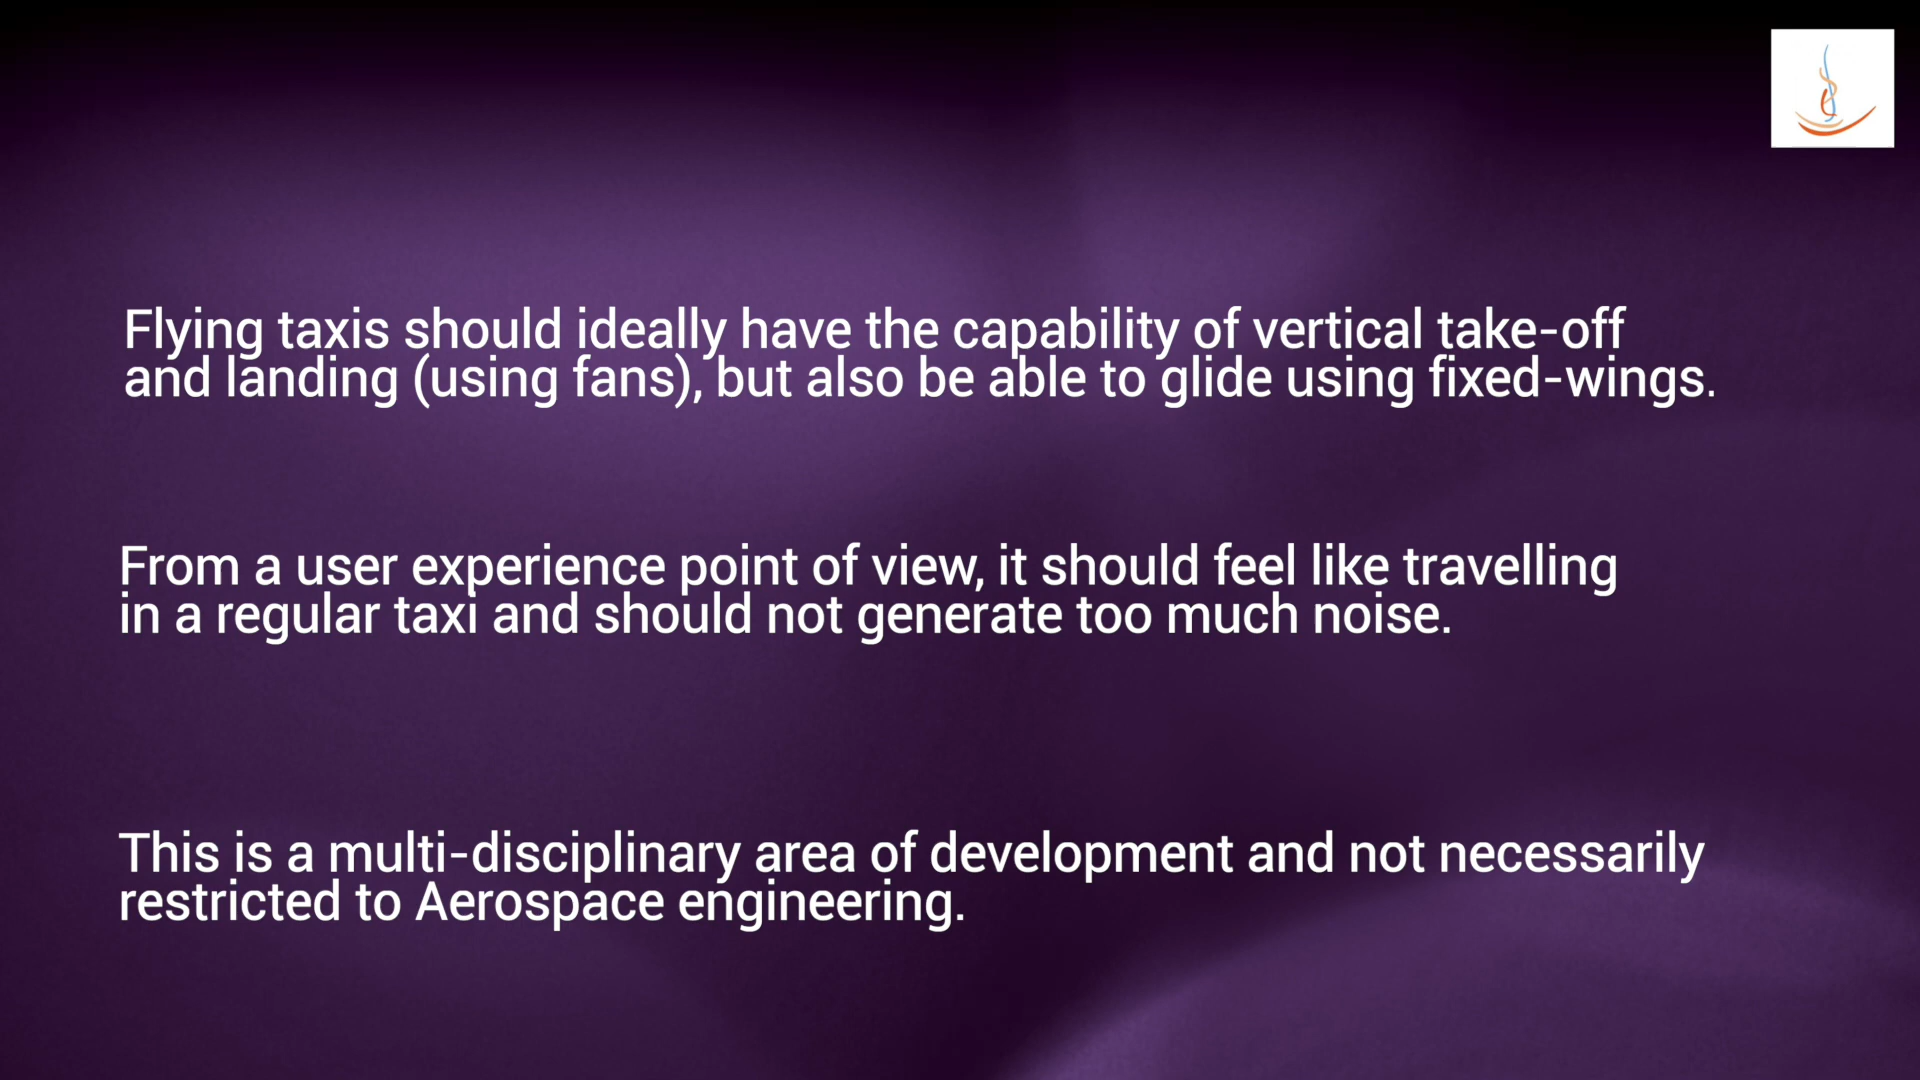 Flying taxis should ideally have the capability of vertical take-off
and landing (using fans), but also be able to glide using fixed-wings.
From a user experience point of view, it should feel like travelling
in a regular taxi and should not generate too much noise.
This is a multi-disciplinary area of development and not necessarily
restricted to Aerospace engineering.